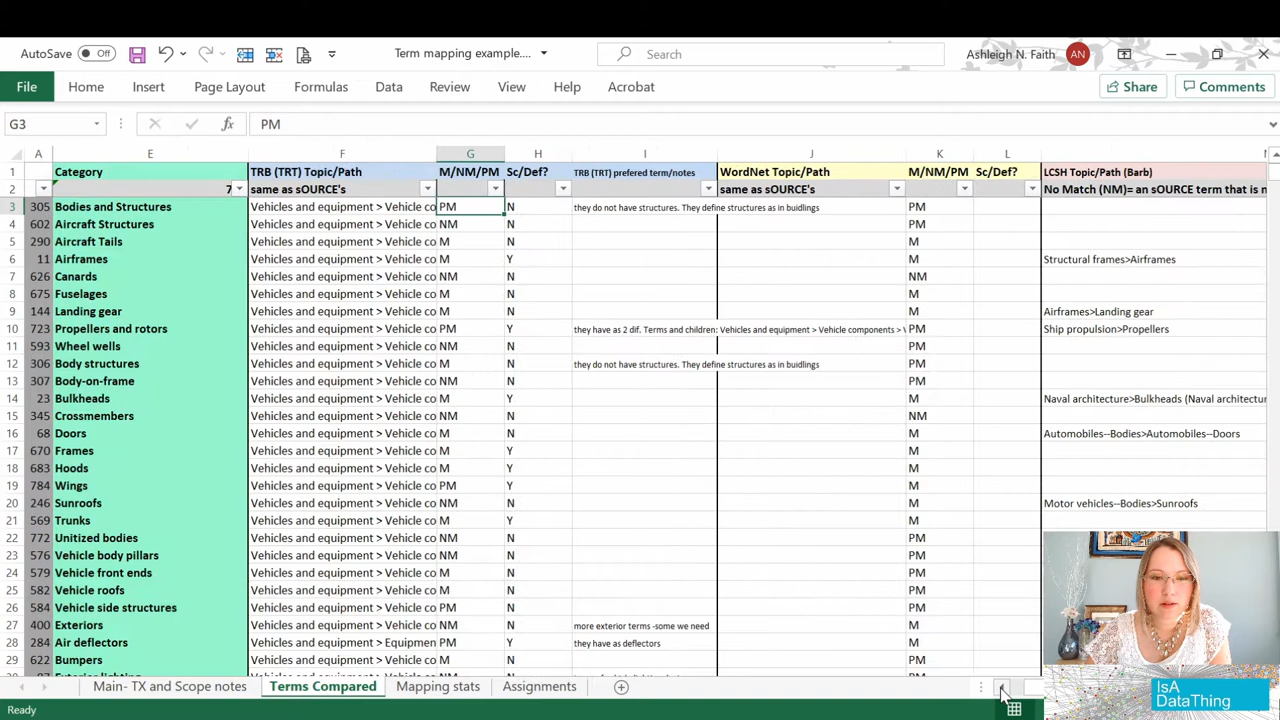 AutoSave Off Term mapping example.... Search Ashleigh N. Faith AN
File Home Insert Page Layout Formulas Data Review View Help Acrobat Share Comments
G3 fx PM
A E F G H I J K L
1 Category TRB (TRT) Topic/Path M/NM/PM Sc/Def? TRB (TRT) prefered term/notes WordNet Topic/Path M/NM/PM Sc/Def? LCSH Topic/Path (Barb)
2 7 same as sOURCE's same as sOURCE's No Match (NM)= an sOURCE term that is n
3 305 Bodies and Structures Vehicles and equipment > Vehicle co PM N they do not have structures. They define structures as in buidlings PM
4 602 Aircraft Structures Vehicles and equipment > Vehicle co NM N PM
5 290 Aircraft Tails Vehicles and equipment > Vehicle co M N M
6 11 Airframes Vehicles and equipment > Vehicle co M Y M Structural frames>Airframes
7 626 Canards Vehicles and equipment > Vehicle co NM N NM
8 675 Fuselages Vehicles and equipment > Vehicle co M N M
9 144 Landing gear Vehicles and equipment > Vehicle co M N M Airframes>Landing gear
10 723 Propellers and rotors Vehicles and equipment > Vehicle co PM Y they have as 2 dif. Terms and children: Vehicles and equipment > Vehicle components > V PM Ship propulsion>Propellers
11 593 Wheel wells Vehicles and equipment > Vehicle co NM N PM
12 306 Body structures Vehicles and equipment > Vehicle co M N they do not have structures. They define structures as in buidlings PM
13 307 Body-on-frame Vehicles and equipment > Vehicle co NM N PM
14 23 Bulkheads Vehicles and equipment > Vehicle co M Y M Naval architecture>Bulkheads (Naval architectur
15 345 Crossmembers Vehicles and equipment > Vehicle co NM N NM
16 68 Doors Vehicles and equipment > Vehicle co M N M Automobiles--Bodies>Automobiles--Doors
17 670 Frames Vehicles and equipment > Vehicle co M Y M
18 683 Hoods Vehicles and equipment > Vehicle co M Y M
19 784 Wings Vehicles and equipment > Vehicle co PM Y M
20 246 Sunroofs Vehicles and equipment > Vehicle co NM N M Motor vehicles--Bodies>Sunroofs
21 569 Trunks Vehicles and equipment > Vehicle co M Y M
22 772 Unitized bodies Vehicles and equipment > Vehicle co NM N PM
23 576 Vehicle body pillars Vehicles and equipment > Vehicle co NM N PM
24 579 Vehicle front ends Vehicles and equipment > Vehicle co M N PM
25 582 Vehicle roofs Vehicles and equipment > Vehicle co M N PM
26 584 Vehicle side structures Vehicles and equipment > Vehicle co PM N PM
27 400 Exteriors Vehicles and equipment > Vehicle co NM N more exterior terms -some we need M
28 284 Air deflectors Vehicles and equipment > Equipmen PM Y they have as deflectors M
29 622 Bumpers Vehicles and equipment > Vehicle co M N PM
Main- TX and Scope notes Terms Compared Mapping stats Assignments
Ready
IsA
DataThing